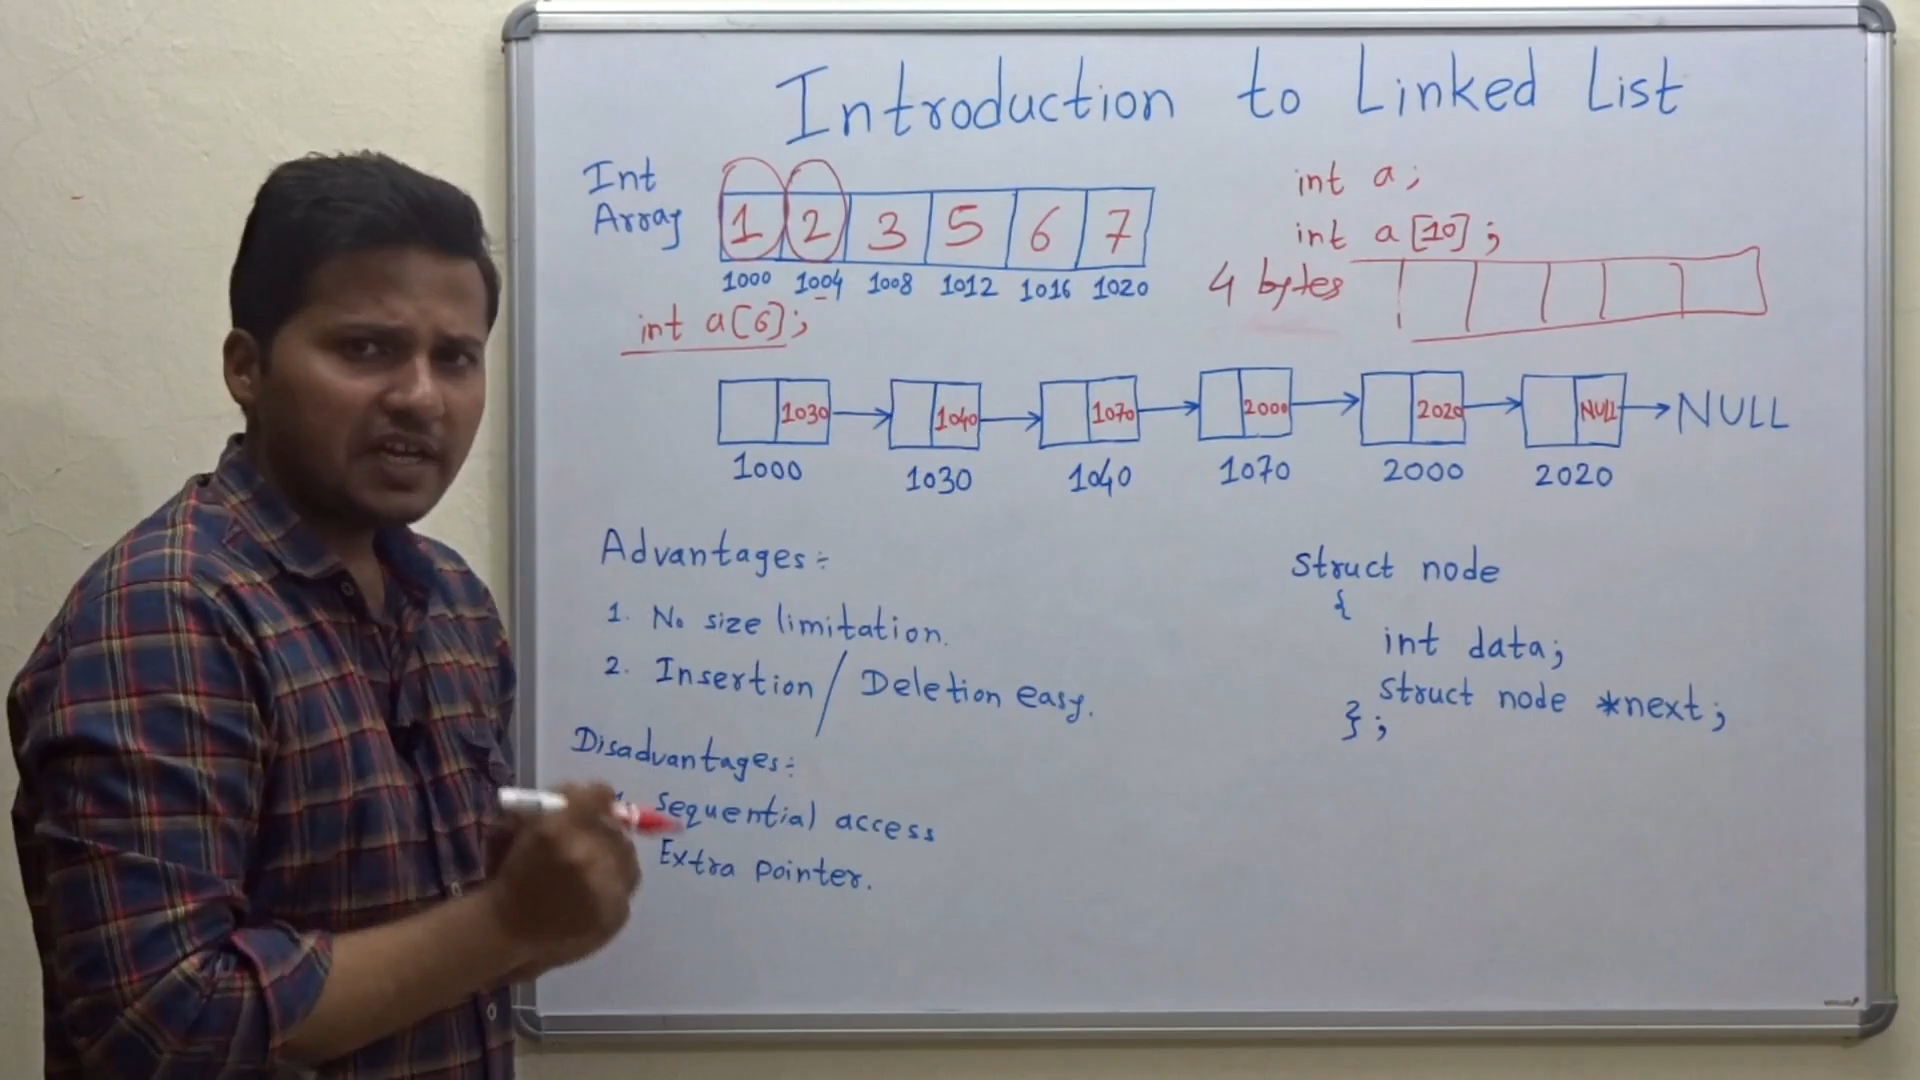 Introduction to Linked List
Int
Array
1 2 3 5 6 7
1000 1004 1008 1012 1016 1020
int a[6];
int a;
int a[10];
4 bytes
1030 1040 1070 2000 2020 NULL NULL
1000 1030 1040 1070 2000 2020
Advantages:-
1. No size limitation.
2. Insertion / Deletion easy.
Disadvantages:-
Sequential access
Extra pointer.
struct node
{
int data;
struct node *next;
};